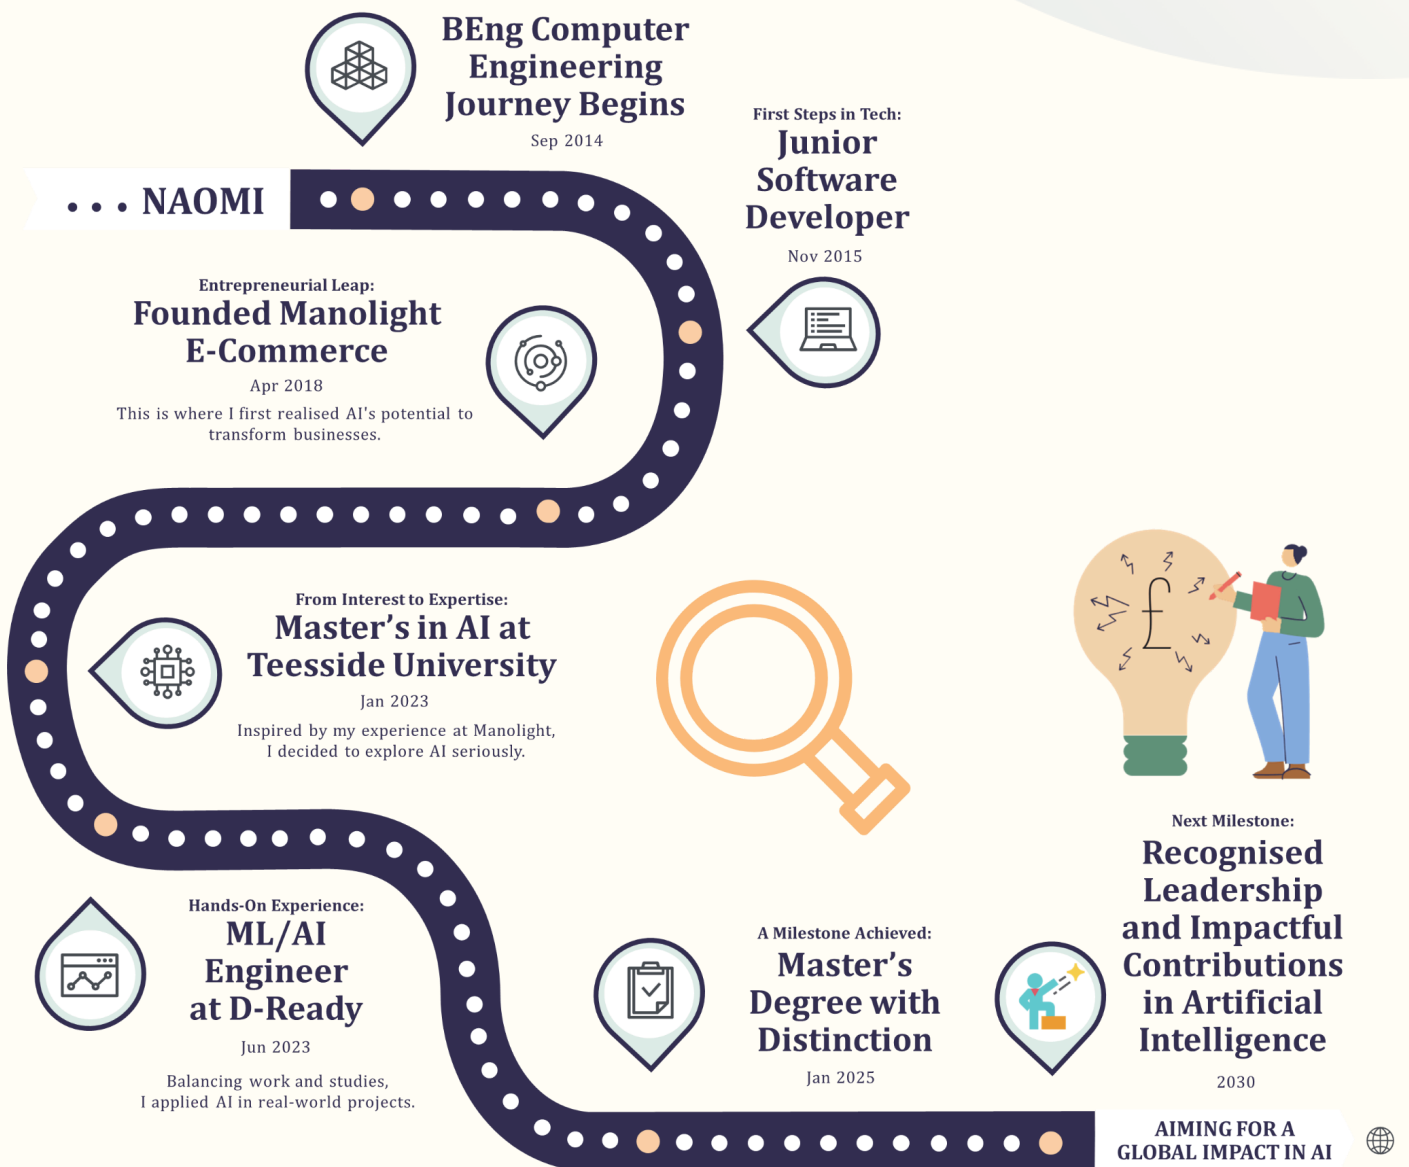 BEng Computer
Engineering
Journey Begins
Sep 2014
First Steps in Tech:
Junior
Software
Developer
Nov 2015
... NAOMI
Entrepreneurial Leap:
Founded Manolight
E-Commerce
Apr 2018
This is where I first realised AI's potential to
transform businesses.
From Interest to Expertise:
Master’s in AI at
Teesside University
Jan 2023
Inspired by my experience at Manolight,
I decided to explore AI seriously.
£
Hands-On Experience:
ML/AI
Engineer
at D-Ready
Jun 2023
Balancing work and studies,
I applied AI in real-world projects.
A Milestone Achieved:
Master’s
Degree with
Distinction
Jan 2025
Next Milestone:
Recognised
Leadership
and Impactful
Contributions
in Artificial
Intelligence
2030
AIMING FOR A
GLOBAL IMPACT IN AI